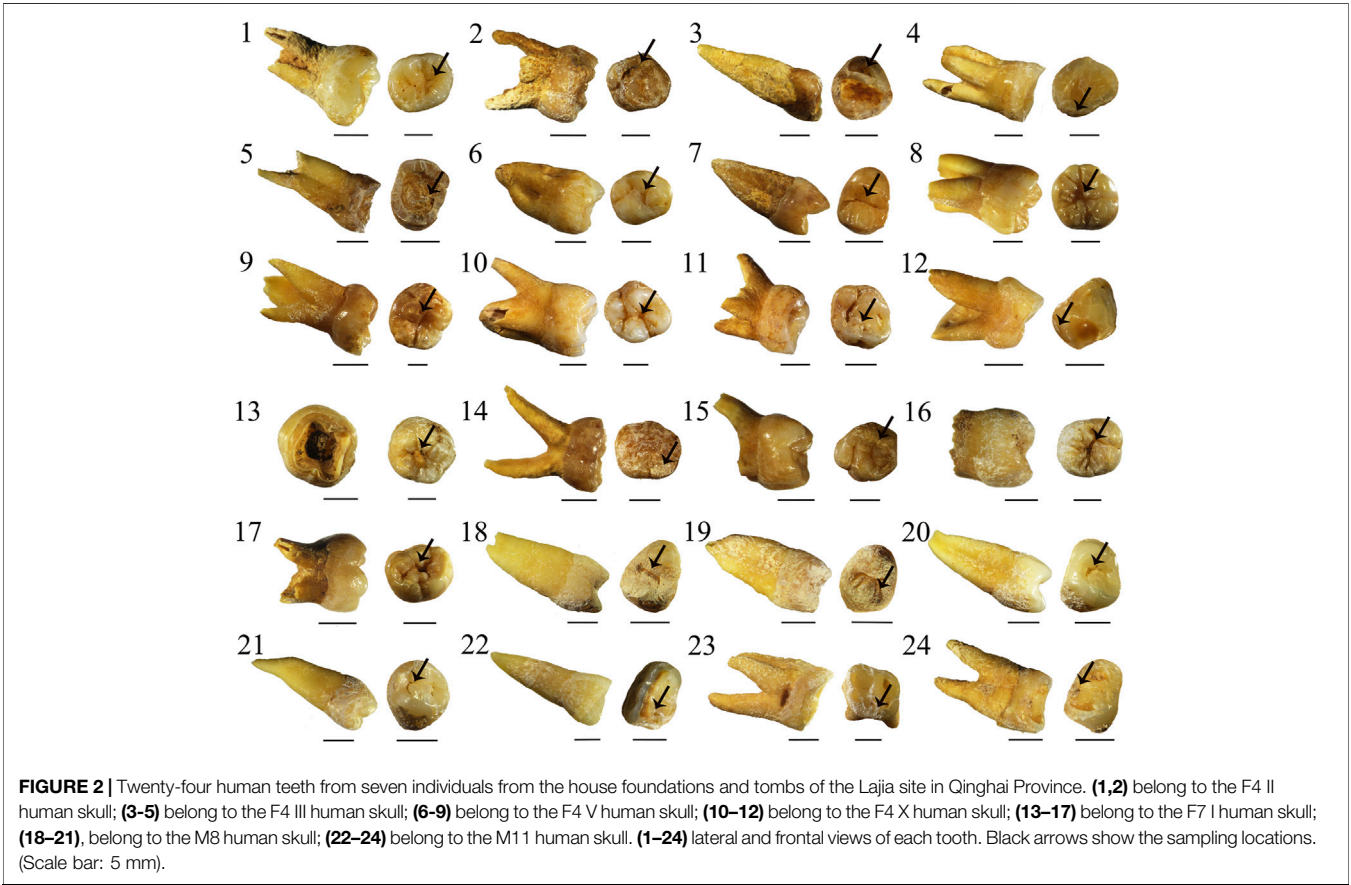 1 2 3 4
5 6 7 8
9 10 11 12
13 14 15 16
17 18 19 20
21 22 23 24
FIGURE 2 | Twenty-four human teeth from seven individuals from the house foundations and tombs of the Lajia site in Qinghai Province. (1,2) belong to the F4 II
human skull; (3-5) belong to the F4 III human skull; (6-9) belong to the F4 V human skull; (10–12) belong to the F4 X human skull; (13–17) belong to the F7 I human skull;
(18–21), belong to the M8 human skull; (22–24) belong to the M11 human skull. (1–24) lateral and frontal views of each tooth. Black arrows show the sampling locations.
(Scale bar: 5 mm).